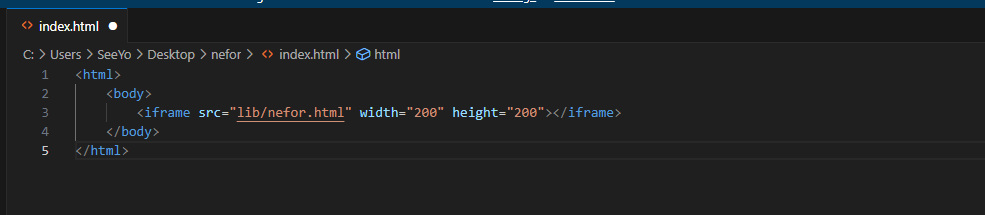 index.html
C: > Users > SeeYo > Desktop > nefor > index.html > html
1 <html>
2 <body>
3 <iframe src="lib/nefor.html" width="200" height="200"></iframe>
4 </body>
5 </html>